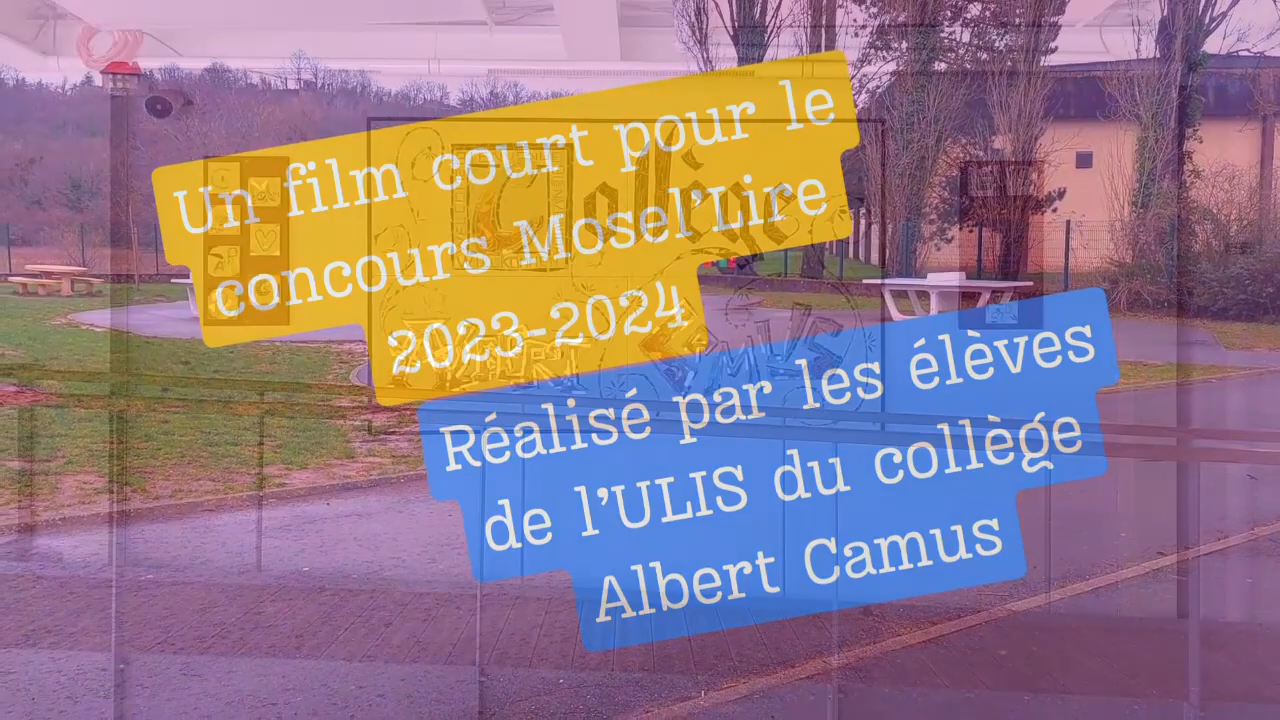 Un film court pour le
concours Mosel'Lire
2023-2024
Réalisé par les élèves
de l'ULIS du collège
Albert Camus
Collège